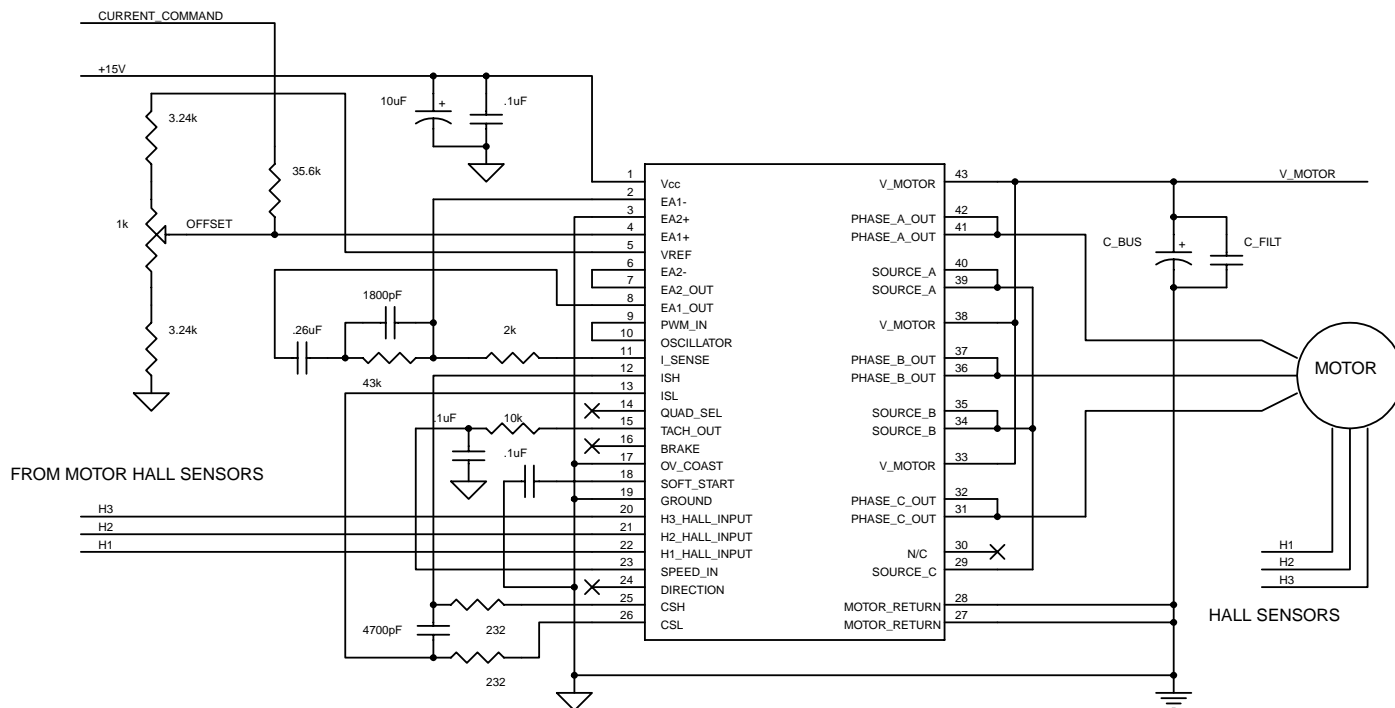 CURRENT_COMMAND
+15V
10uF
+
.1uF
3.24k
35.6k
1k
OFFSET
3.24k
1800pF
.26uF
2k
43k
.1uF
10k
.1uF
FROM MOTOR HALL SENSORS
H3
H2
H1
4700pF
232
232
1 Vcc
2 EA1-
3 EA2+
4 EA1+
5 VREF
6 EA2-
7 EA2_OUT
8 EA1_OUT
9 PWM_IN
10 OSCILLATOR
11 I_SENSE
12 ISH
13 ISL
14 QUAD_SEL
15 TACH_OUT
16 BRAKE
17 OV_COAST
18 SOFT_START
19 GROUND
20 H3_HALL_INPUT
21 H2_HALL_INPUT
22 H1_HALL_INPUT
23 SPEED_IN
24 DIRECTION
25 CSH
26 CSL
V_MOTOR 43
PHASE_A_OUT 42
PHASE_A_OUT 41
SOURCE_A 40
SOURCE_A 39
V_MOTOR 38
PHASE_B_OUT 37
PHASE_B_OUT 36
SOURCE_B 35
SOURCE_B 34
V_MOTOR 33
PHASE_C_OUT 32
PHASE_C_OUT 31
N/C 30
SOURCE_C 29
MOTOR_RETURN 28
MOTOR_RETURN 27
V_MOTOR
C_BUS
+
C_FILT
MOTOR
H1
H2
H3
HALL SENSORS